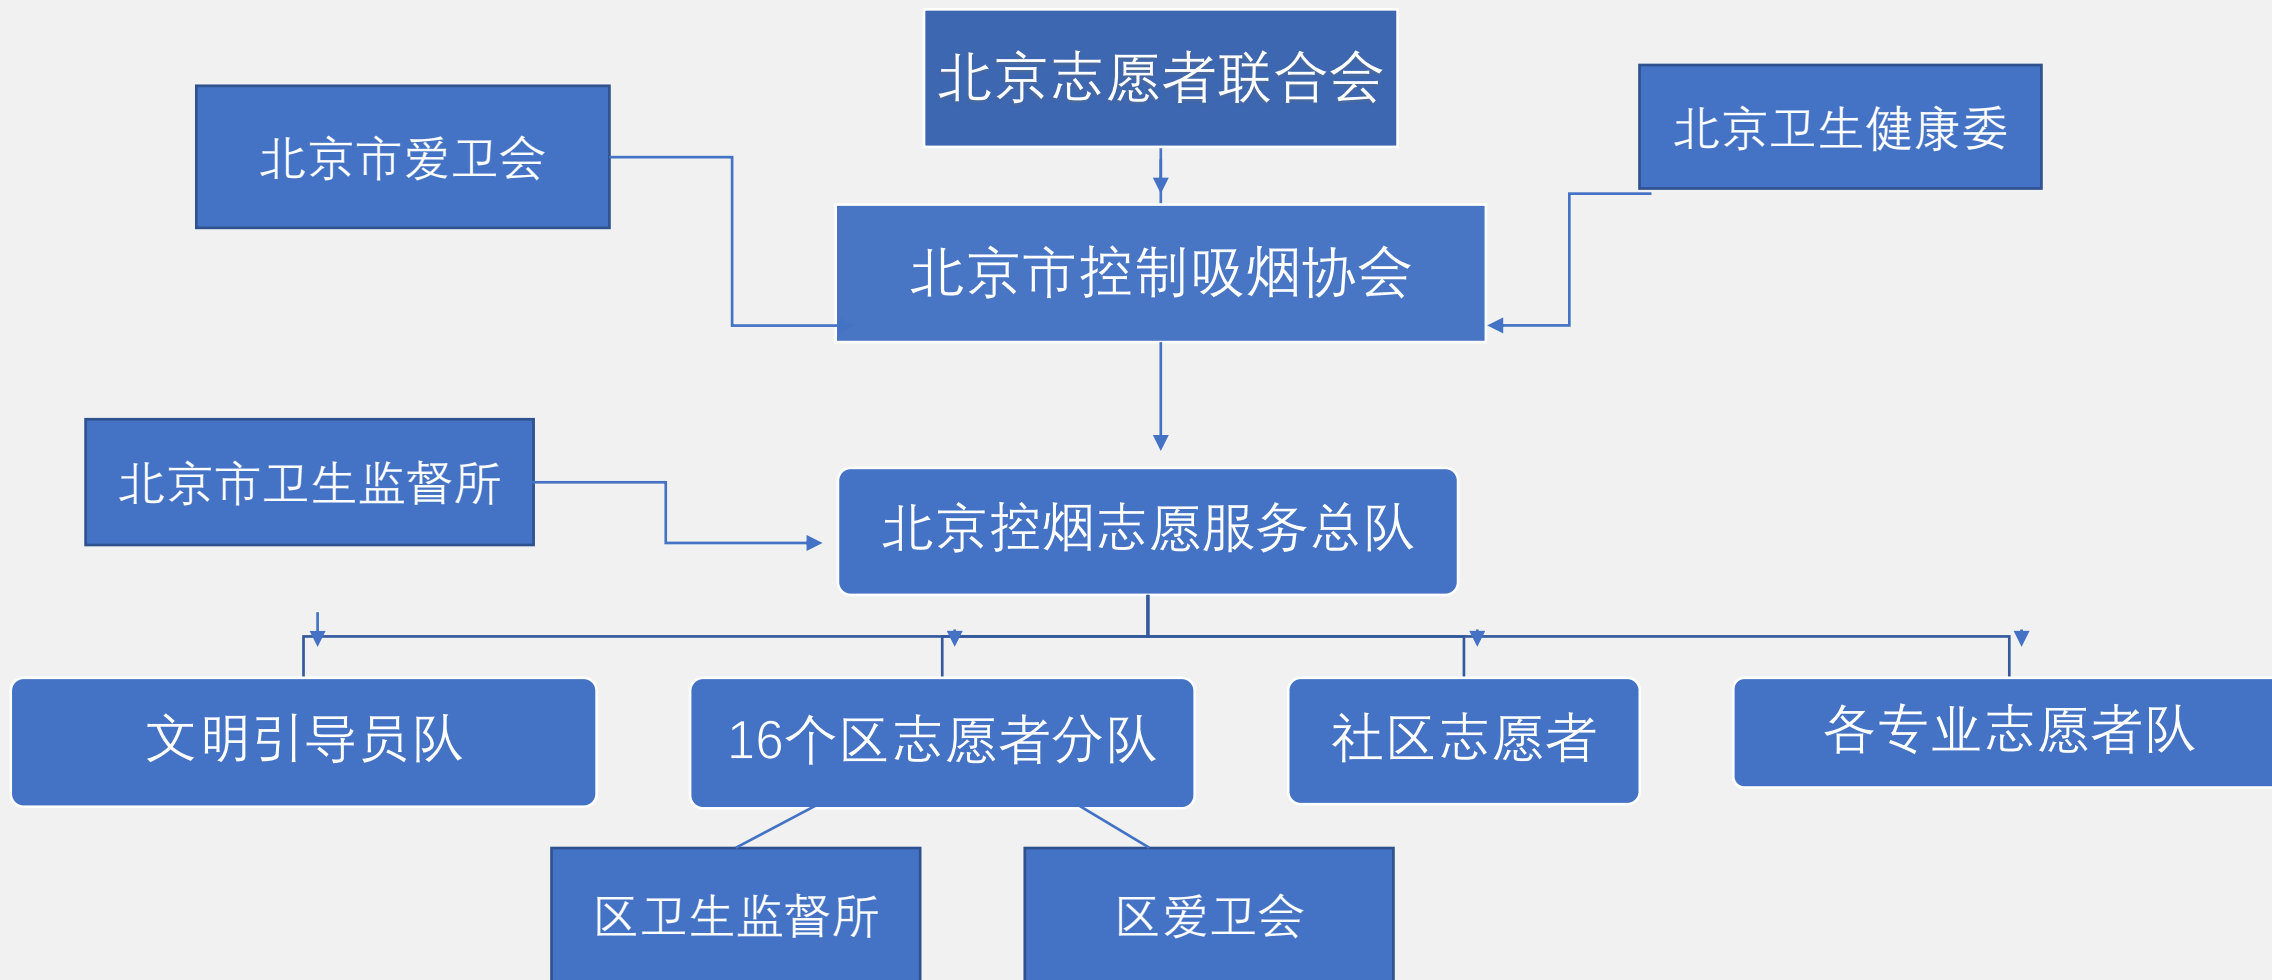 北京志愿者联合会
北京市爱卫会
北京卫生健康委
北京市控制吸烟协会
北京市卫生监督所
北京控烟志愿服务总队
文明引导员队
16个区志愿者分队
社区志愿者
各专业志愿者队
区卫生监督所
区爱卫会